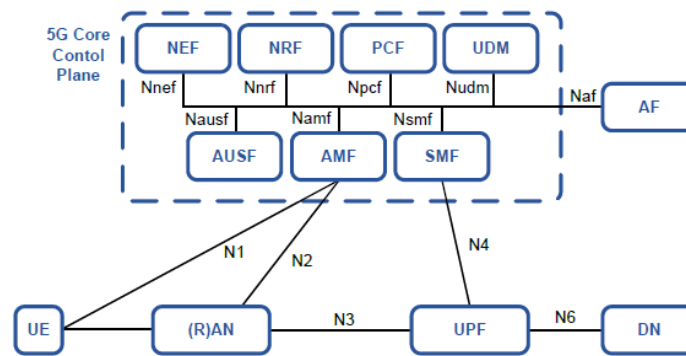 5G Core
Contol
Plane
NEF
NRF
PCF
UDM
Nnef
Nnrf
Npcf
Nudm
Naf
AF
Nausf
Namf
Nsmf
AUSF
AMF
SMF
N1
N2
N4
UE
(R)AN
N3
UPF
N6
DN